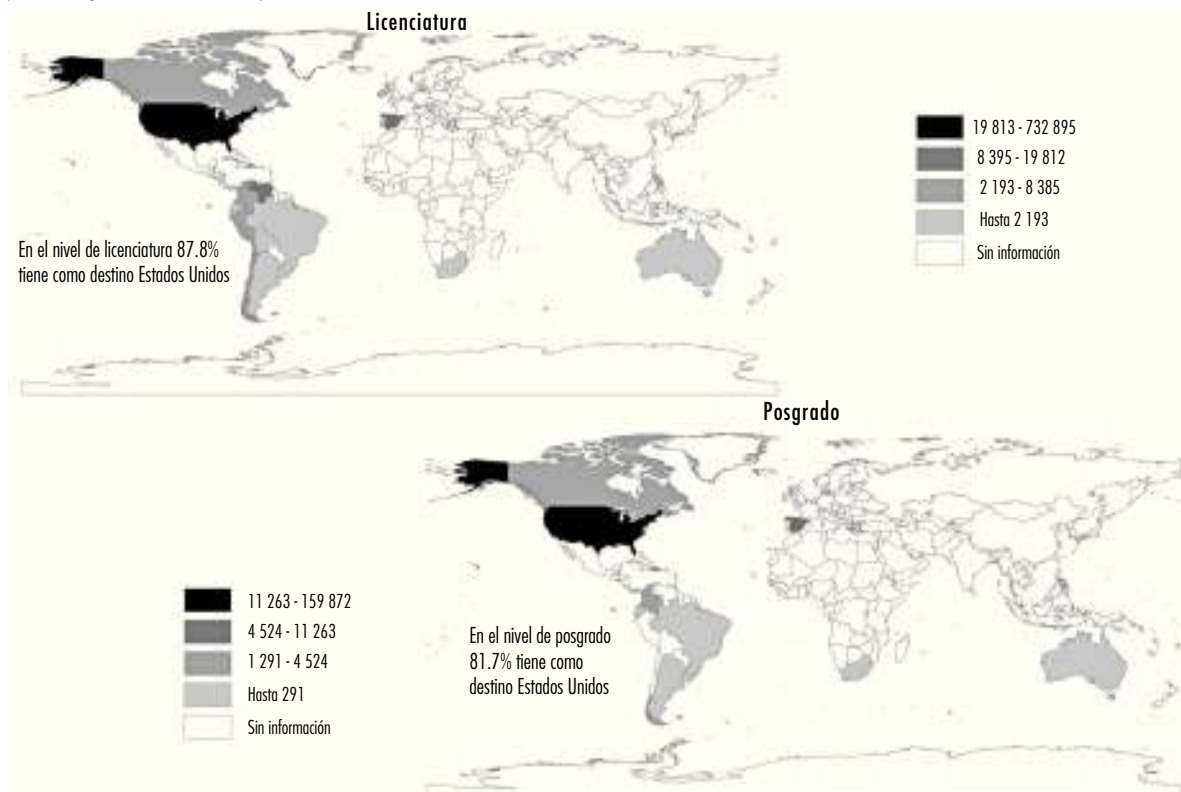 Licenciatura
19 813 - 732 895
8 395 - 19 812
2 193 - 8 385
Hasta 2 193
Sin información
En el nivel de licenciatura 87.8%
tiene como destino Estados Unidos
Posgrado
11 263 - 159 872
4 524 - 11 263
1 291 - 4 524
Hasta 291
Sin información
En el nivel de posgrado
81.7% tiene como
destino Estados Unidos